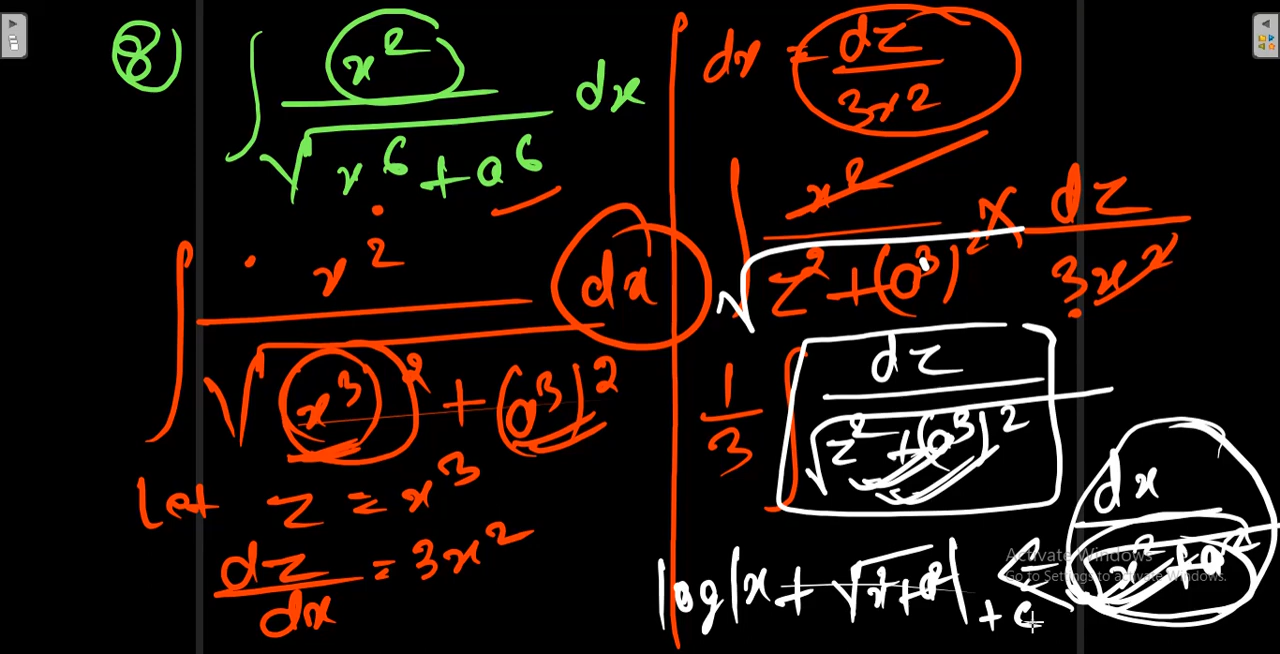 8) ∫ x² / √(x⁶ + a⁶) dx
∫ x² / √((x³)² + (a³)²) dx
let z = x³
dz/dx = 3x²
dx = dz / 3x²
∫ x² / √(z² + (a³)²) × dz / 3x²
1/3 ∫ dz / √(z² + (a³)²)
dx / √(x² + a²)
log|x + √(x² + a²)| + c
Activate Windows
Go to Settings to activate Windows.